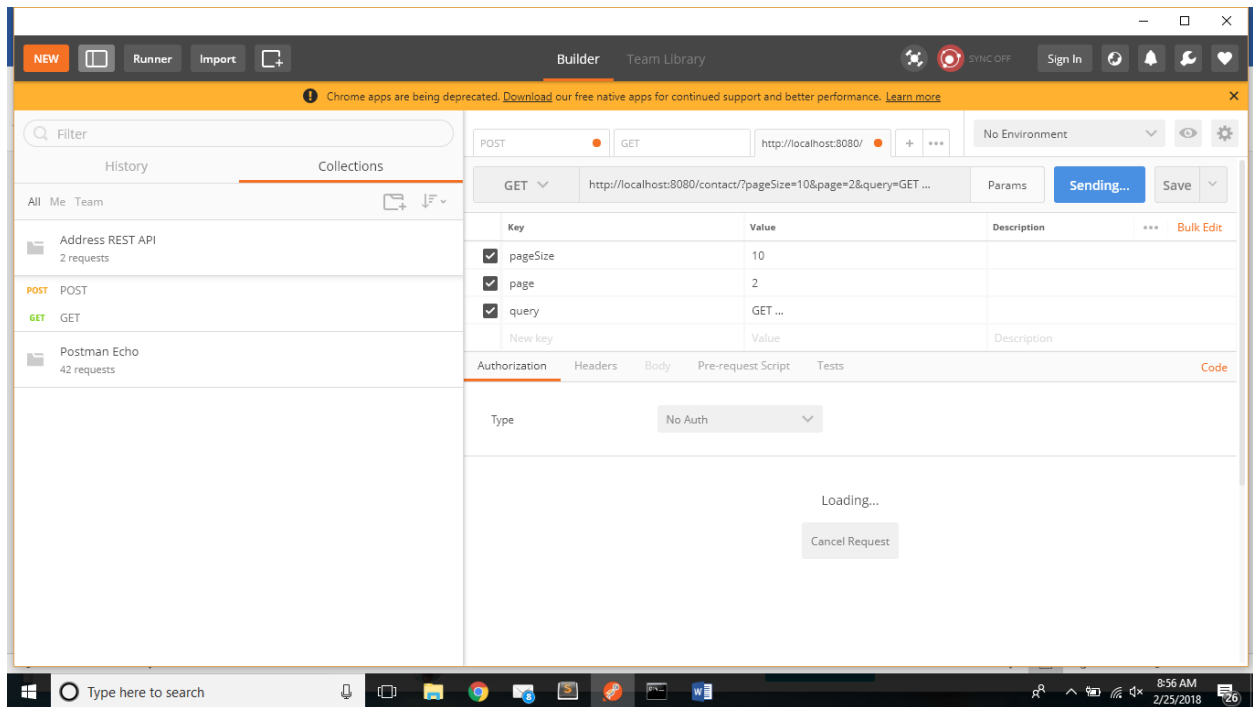 NEW Runner Import Builder Team Library SYNC OFF Sign In
Chrome apps are being deprecated. Download our free native apps for continued support and better performance. Learn more
Filter
History Collections
All Me Team
Address REST API
2 requests
POST POST
GET GET
Postman Echo
42 requests
POST GET http://localhost:8080/ + ••• No Environment
GET http://localhost:8080/contact/?pageSize=10&page=2&query=GET ... Params Sending... Save
Key Value Description ••• Bulk Edit
pageSize 10
page 2
query GET ...
New key Value Description
Authorization Headers Body Pre-request Script Tests Code
Type No Auth
Loading...
Cancel Request
Type here to search
8:56 AM
2/25/2018
26